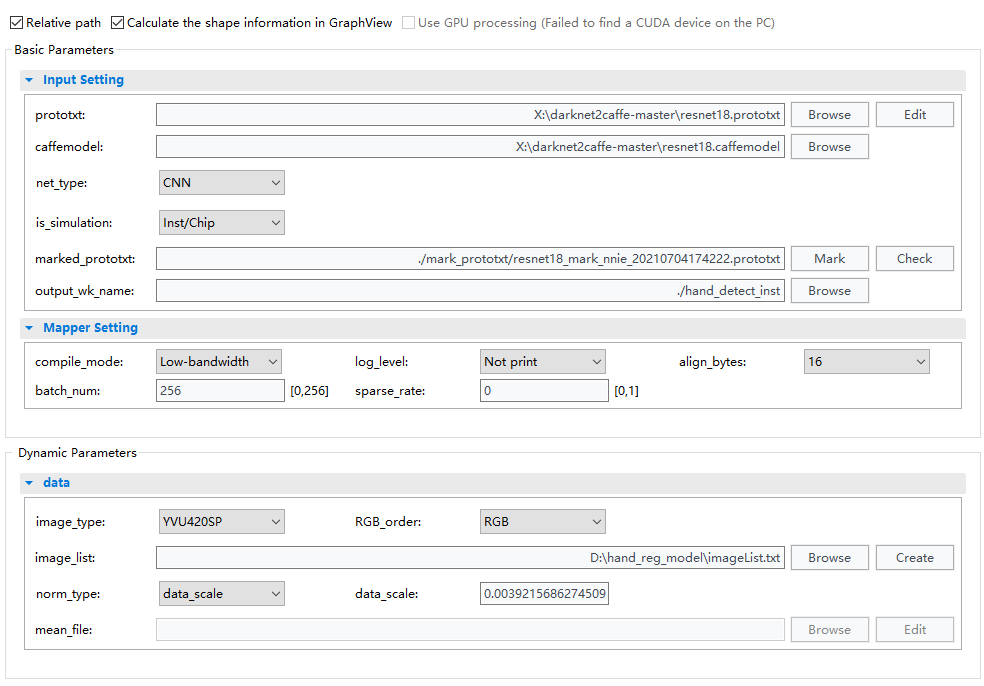 Relative path Calculate the shape information in GraphView Use GPU processing (Failed to find a CUDA device on the PC)
Basic Parameters
Input Setting
prototxt: X:\darknet2caffe-master\resnet18.prototxt Browse Edit
caffemodel: X:\darknet2caffe-master\resnet18.caffemodel Browse
net_type: CNN
is_simulation: Inst/Chip
marked_prototxt: ./mark_prototxt/resnet18_mark_nnie_20210704174222.prototxt Mark Check
output_wk_name: ./hand_detect_inst Browse
Mapper Setting
compile_mode: Low-bandwidth log_level: Not print align_bytes: 16
batch_num: 256 [0,256] sparse_rate: 0 [0,1]
Dynamic Parameters
data
image_type: YVU420SP RGB_order: RGB
image_list: D:\hand_reg_model\imageList.txt Browse Create
norm_type: data_scale data_scale: 0.0039215686274509
mean_file: Browse Edit